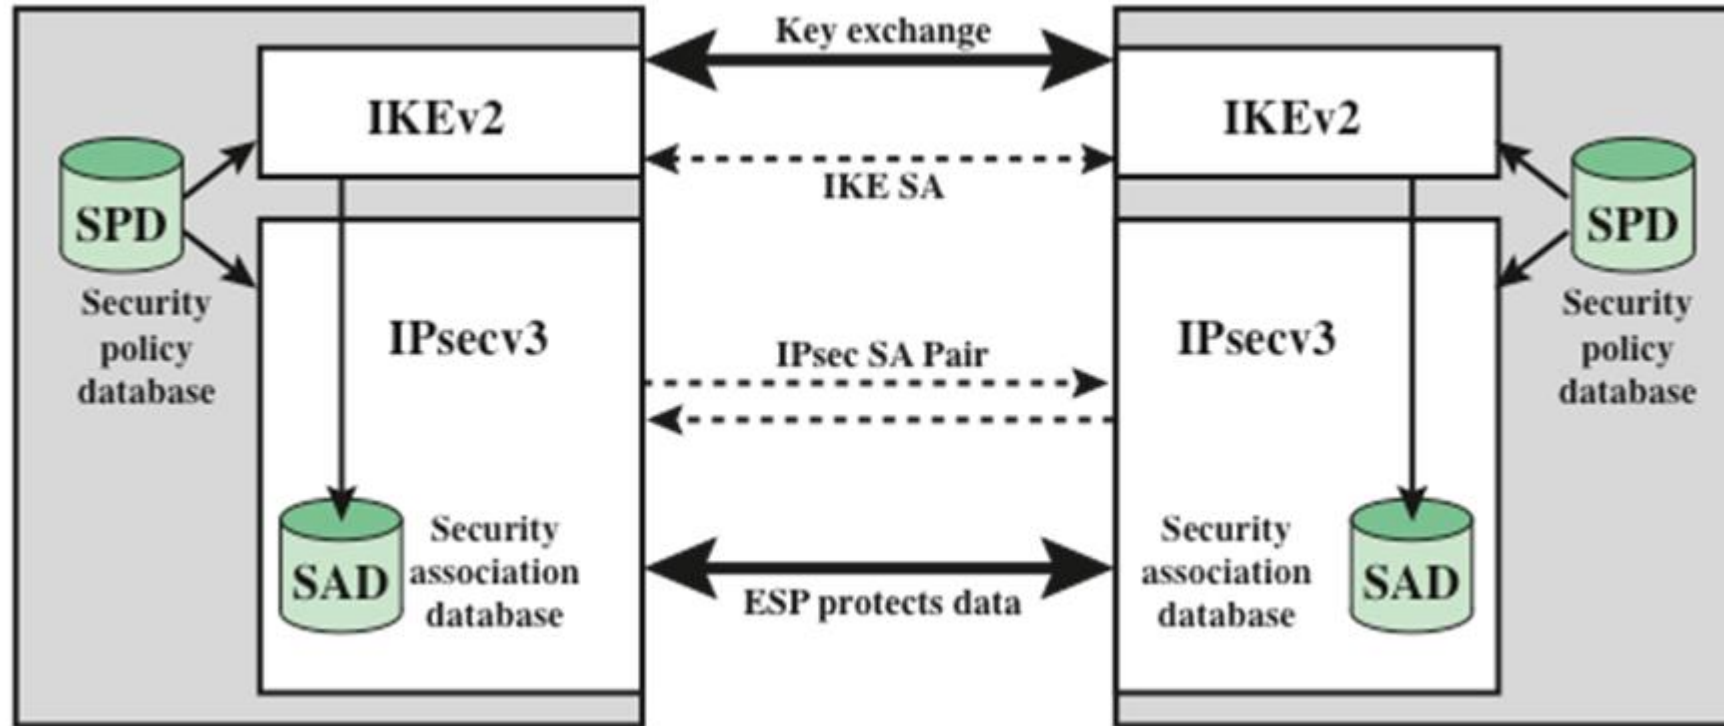 Key exchange
IKEv2
IKEv2
IKE SA
SPD
Security
policy
database
SPD
Security
policy
database
IPsecv3
IPsec SA Pair
IPsecv3
SAD
Security
association
database
ESP protects data
Security
association
database
SAD